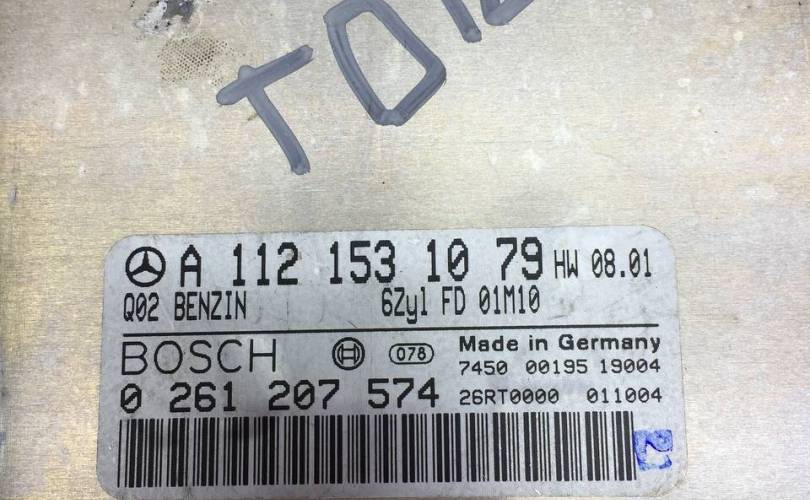 A 112 153 10 79 HW 08.01
Q02 BENZIN 6Zyl FD 01M10
BOSCH 078 Made in Germany
7450 00195 19004
0 261 207 574 26RT0000 011004